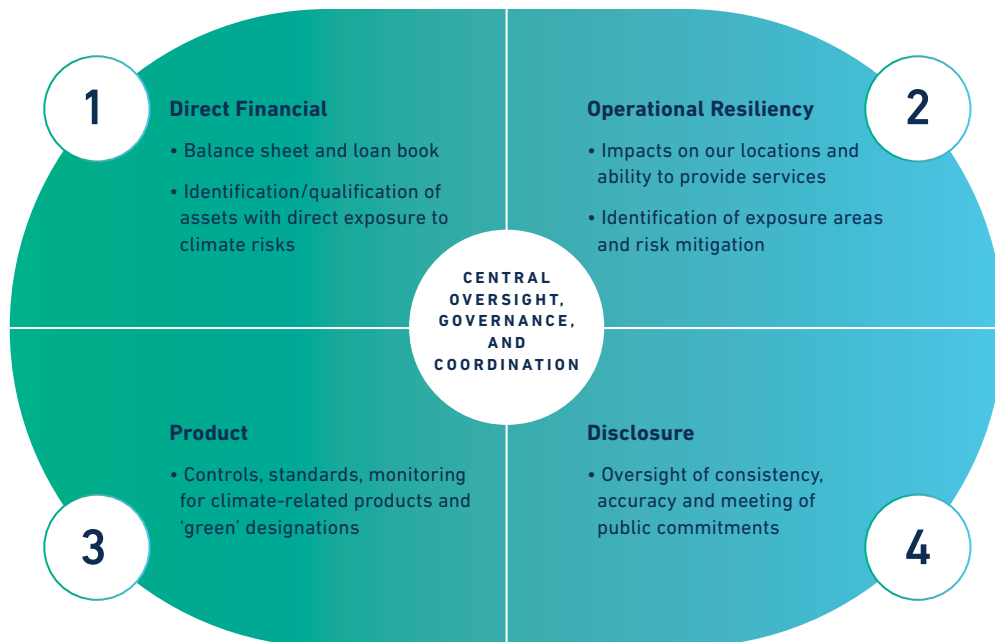 1
Direct Financial
• Balance sheet and loan book
• Identification/qualification of
assets with direct exposure to
climate risks
2
Operational Resiliency
• Impacts on our locations and
ability to provide services
• Identification of exposure areas
and risk mitigation
CENTRAL
OVERSIGHT,
GOVERNANCE,
AND
COORDINATION
3
Product
• Controls, standards, monitoring
for climate-related products and
‘green’ designations
4
Disclosure
• Oversight of consistency,
accuracy and meeting of
public commitments